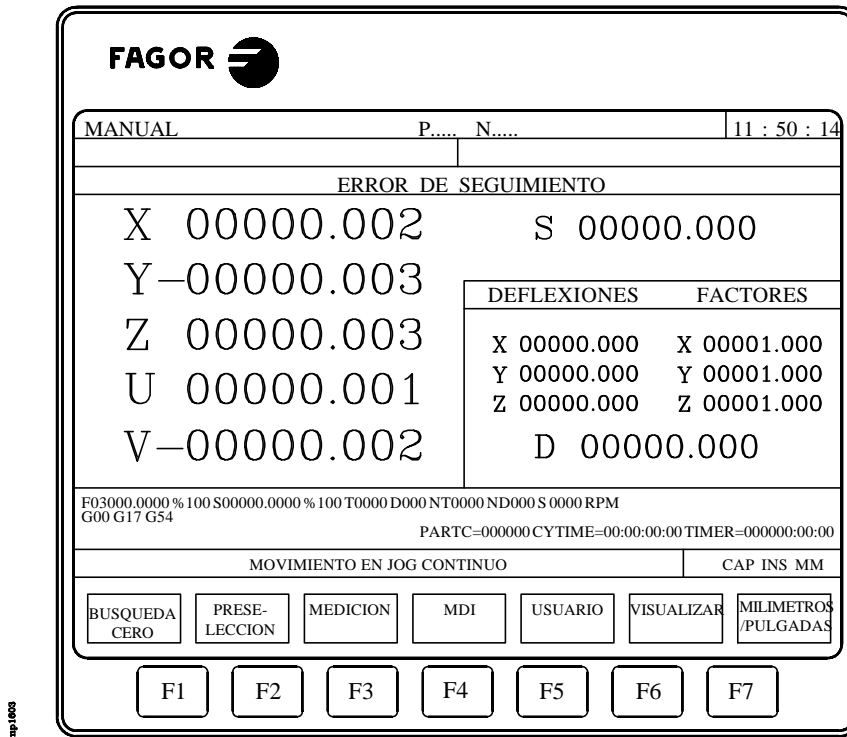 FAGOR
MANUAL P..... N..... 11 : 50 : 14
ERROR DE SEGUIMIENTO
X 00000.002 S 00000.000
Y-00000.003
DEFLEXIONES FACTORES
Z 00000.003
X 00000.000 X 00001.000
Y 00000.000 Y 00001.000
U 00000.001
Z 00000.000 Z 00001.000
V-00000.002 D 00000.000
F03000.0000 %100 S00000.0000 %100 T0000 D000 NT0000 ND000 S 0000 RPM
G00 G17 G54
PARTC=000000 CYTIME=00:00:00:00 TIMER=000000:00:00
MOVIMIENTO EN JOG CONTINUO CAP INS MM
BUSQUEDA CERO
PRESE-
LECCION
MEDICION
MDI
USUARIO
VISUALIZAR
MILIMETROS
/PULGADAS
F1 F2 F3 F4 F5 F6 F7
mp1603